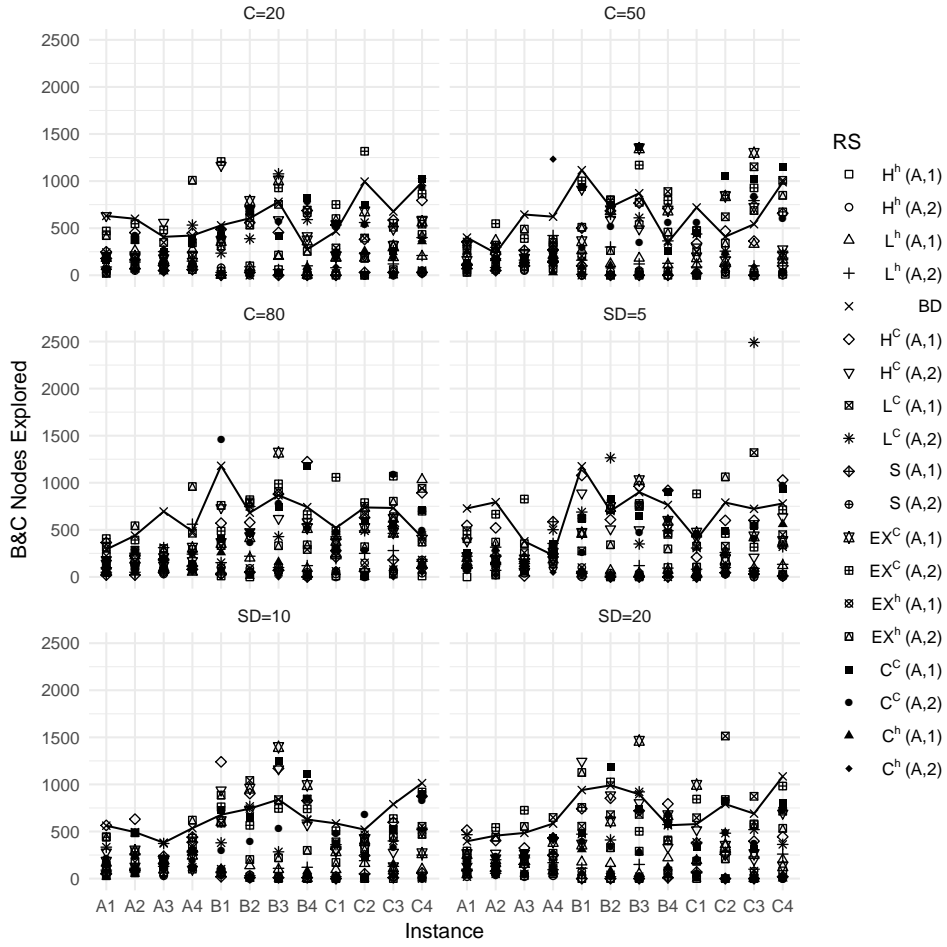 C=20 C=50
2500
2000
1500
1000
500
0
C=80 SD=5
2500
2000
1500
1000
500
0
SD=10 SD=20
2500
2000
1500
1000
500
0
A1 A2 A3 A4 B1 B2 B3 B4 C1 C2 C3 C4 A1 A2 A3 A4 B1 B2 B3 B4 C1 C2 C3 C4
Instance
B&C Nodes Explored
RS
H^h (A,1)
H^h (A,2)
L^h (A,1)
L^h (A,2)
BD
H^C (A,1)
H^C (A,2)
L^C (A,1)
L^C (A,2)
S (A,1)
S (A,2)
EX^C (A,1)
EX^C (A,2)
EX^h (A,1)
EX^h (A,2)
C^C (A,1)
C^C (A,2)
C^h (A,1)
C^h (A,2)